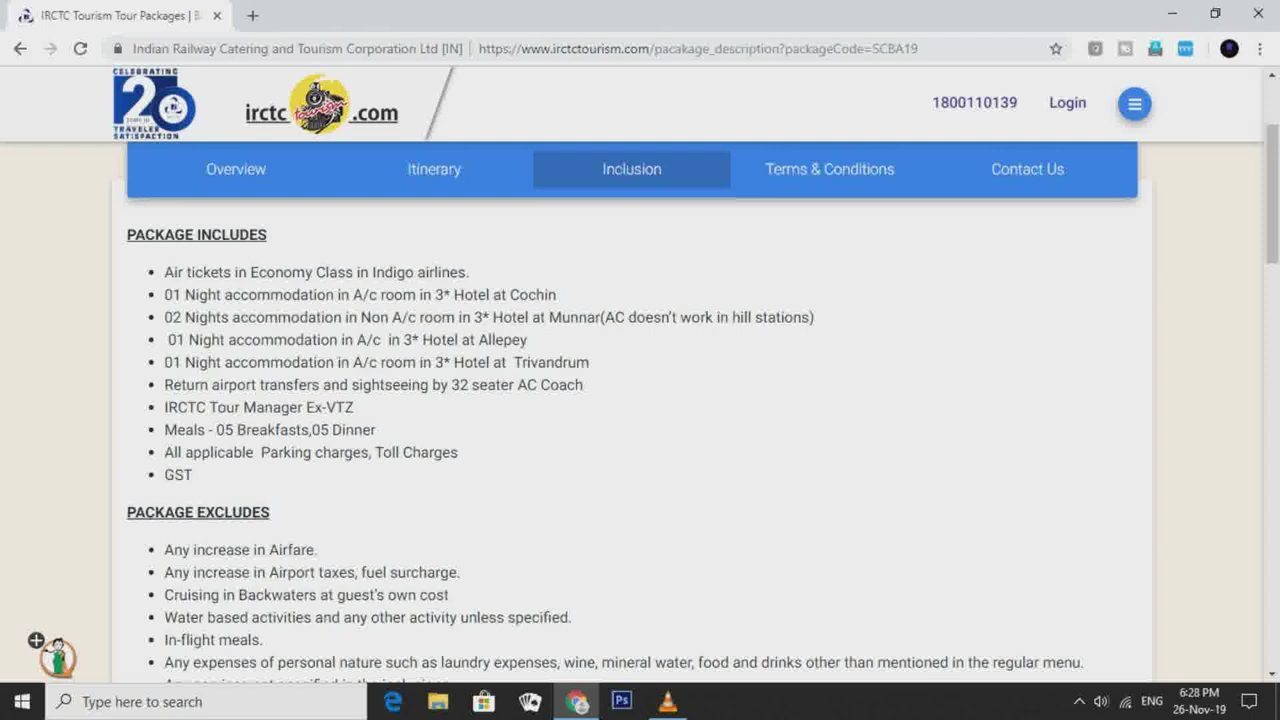 IRCTC Tourism Tour Packages |
Indian Railway Catering and Tourism Corporation Ltd [IN] | https://www.irctctourism.com/pacakage_description?packageCode=SCBA19
CELEBRATING
20
TRAVELER
SATISFACTION
irctc tourism .com
1800110139 Login
Overview Itinerary Inclusion Terms & Conditions Contact Us
PACKAGE INCLUDES
• Air tickets in Economy Class in Indigo airlines.
• 01 Night accommodation in A/c room in 3* Hotel at Cochin
• 02 Nights accommodation in Non A/c room in 3* Hotel at Munnar(AC doesn't work in hill stations)
• 01 Night accommodation in A/c in 3* Hotel at Allepey
• 01 Night accommodation in A/c room in 3* Hotel at Trivandrum
• Return airport transfers and sightseeing by 32 seater AC Coach
• IRCTC Tour Manager Ex-VTZ
• Meals - 05 Breakfasts,05 Dinner
• All applicable Parking charges, Toll Charges
• GST
PACKAGE EXCLUDES
• Any increase in Airfare.
• Any increase in Airport taxes, fuel surcharge.
• Cruising in Backwaters at guest's own cost
• Water based activities and any other activity unless specified.
• In-flight meals.
• Any expenses of personal nature such as laundry expenses, wine, mineral water, food and drinks other than mentioned in the regular menu.
Type here to search
Ps
ENG
6:28 PM
26-Nov-19